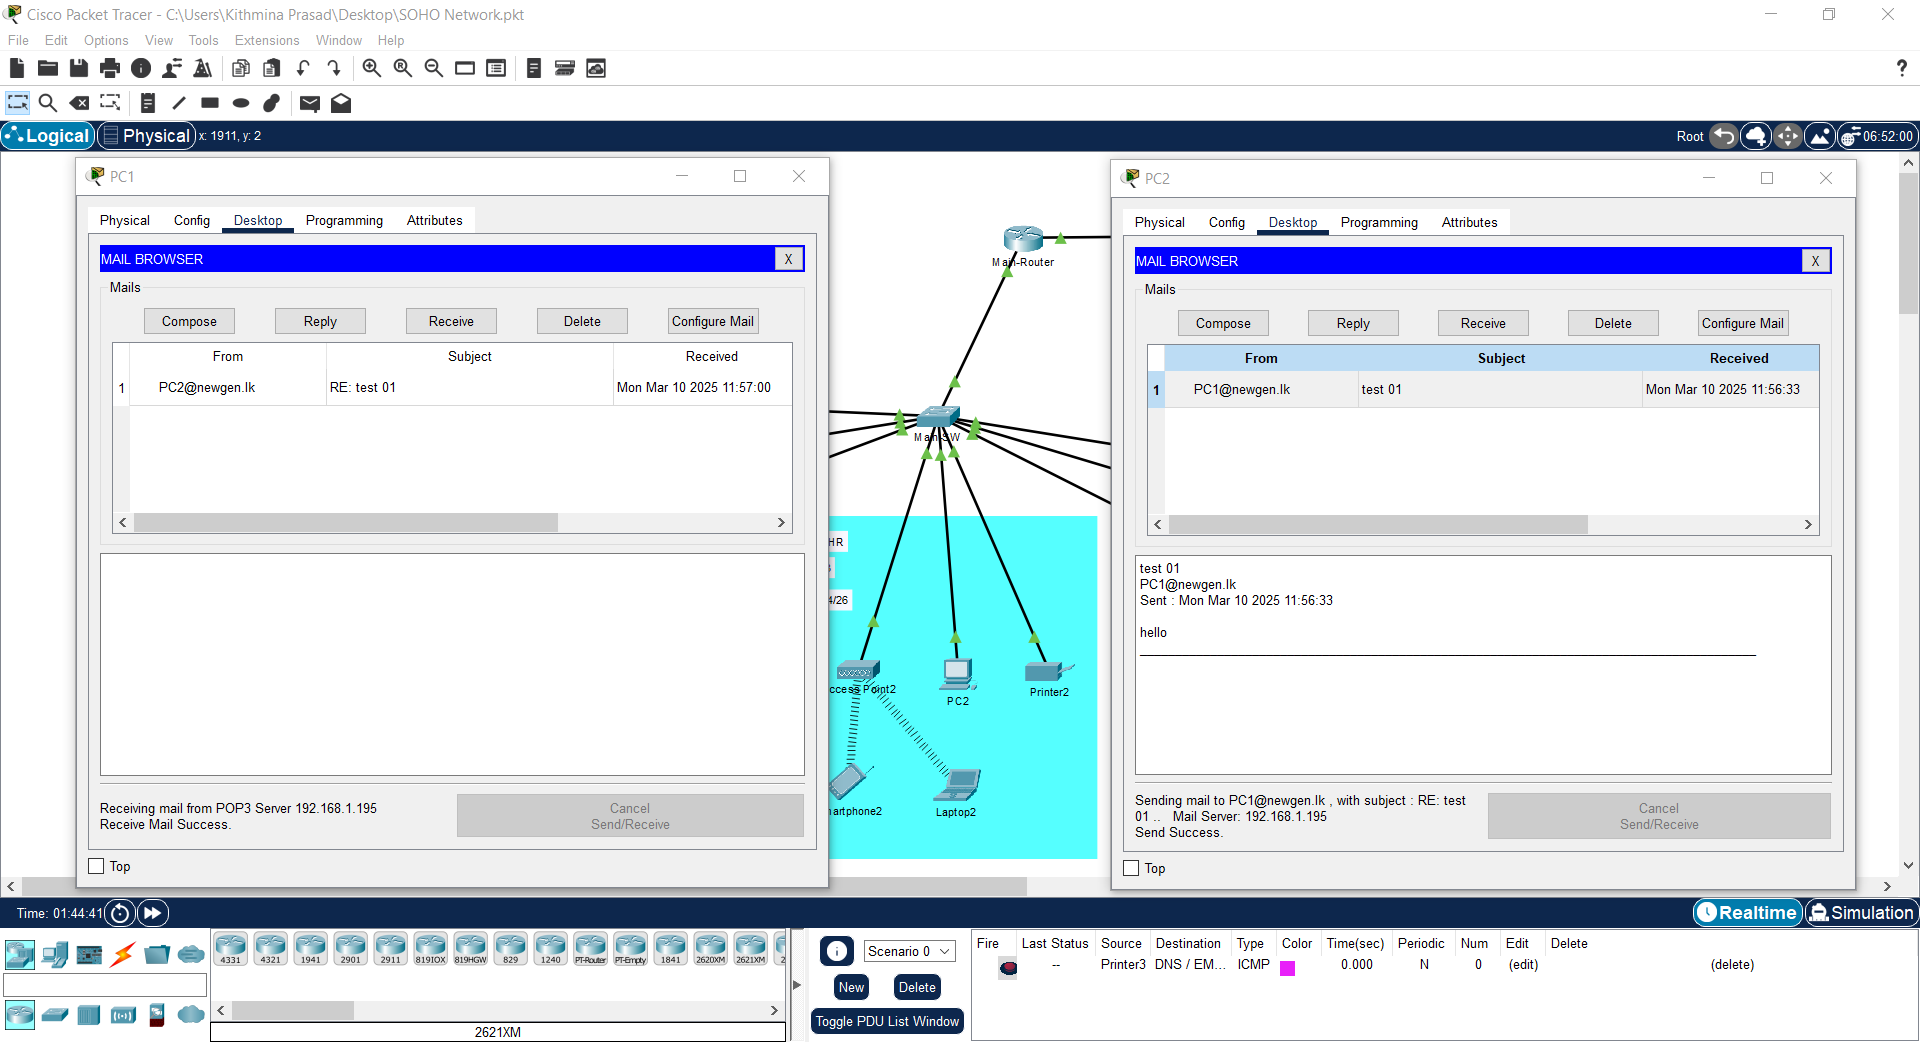 Cisco Packet Tracer - C:\Users\Kithmina Prasad\Desktop\SOHO Network.pkt
File Edit Options View Tools Extensions Window Help
Logical Physical x: 1911, y: 2 Root 06:52:00
PC1
Physical Config Desktop Programming Attributes
MAIL BROWSER X
Mails
Compose Reply Receive Delete Configure Mail
From Subject Received
1 PC2@newgen.lk RE: test 01 Mon Mar 10 2025 11:57:00
Receiving mail from POP3 Server 192.168.1.195
Receive Mail Success.
Cancel
Send/Receive
Top
Main-Router
Main-SW
HR
4/26
ccess Point2
PC2
Printer2
artphone2
Laptop2
PC2
Physical Config Desktop Programming Attributes
MAIL BROWSER X
Mails
Compose Reply Receive Delete Configure Mail
From Subject Received
1 PC1@newgen.lk test 01 Mon Mar 10 2025 11:56:33
test 01
PC1@newgen.lk
Sent : Mon Mar 10 2025 11:56:33
hello
Sending mail to PC1@newgen.lk , with subject : RE: test
01 .. Mail Server: 192.168.1.195
Send Success.
Cancel
Send/Receive
Top
Time: 01:44:41 Realtime Simulation
4331 4321 1941 2901 2911 819IOX 819HGW 829 1240 PT-Router PT-Empty 1841 2620XM 2621XM 2
2621XM
Scenario 0
New Delete
Toggle PDU List Window
Fire Last Status Source Destination Type Color Time(sec) Periodic Num Edit Delete
-- Printer3 DNS / EM... ICMP 0.000 N 0 (edit) (delete)